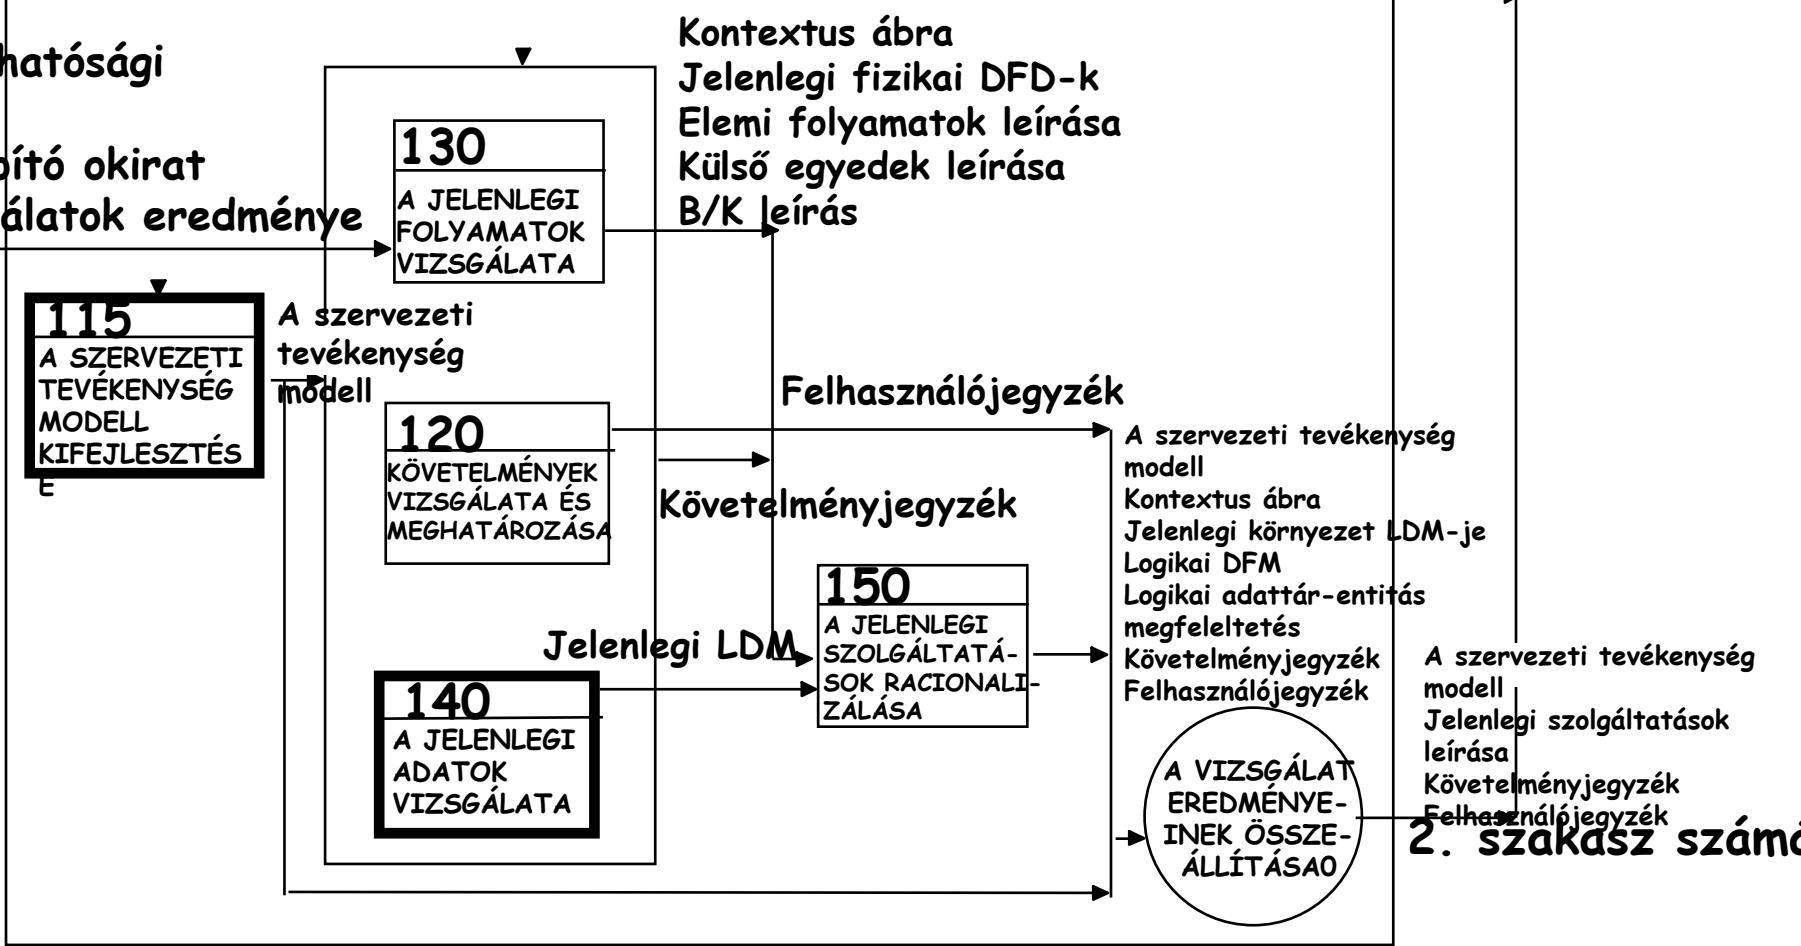 hatósági
pító okirat
álatok eredménye
Kontextus ábra
Jelenlegi fizikai DFD-k
Elemi folyamatok leírása
Külső egyedek leírása
B/K leírás
130
A JELENLEGI
FOLYAMATOK
VIZSGÁLATA
115
A SZERVEZETI
TEVÉKENYSÉG
MODELL
KIFEJLESZTÉS
E
A szervezeti
tevékenység
modell
120
KÖVETELMÉNYEK
VIZSGÁLATA ÉS
MEGHATÁROZÁSA
Felhasználójegyzék
Követelményjegyzék
Jelenlegi LDM
140
A JELENLEGI
ADATOK
VIZSGÁLATA
150
A JELENLEGI
SZOLGÁLTATÁ-
SOK RACIONALI-
ZÁLÁSA
A szervezeti tevékenység
modell
Kontextus ábra
Jelenlegi környezet LDM-je
Logikai DFM
Logikai adattár-entitás
megfeleltetés
Követelményjegyzék
Felhasználójegyzék
A VIZSGÁLAT
EREDMÉNYE-
INEK ÖSSZE-
ÁLLÍTÁSA0
A szervezeti tevékenység
modell
Jelenlegi szolgáltatások
leírása
Követelményjegyzék
Felhasználójegyzék
2. szakasz számá